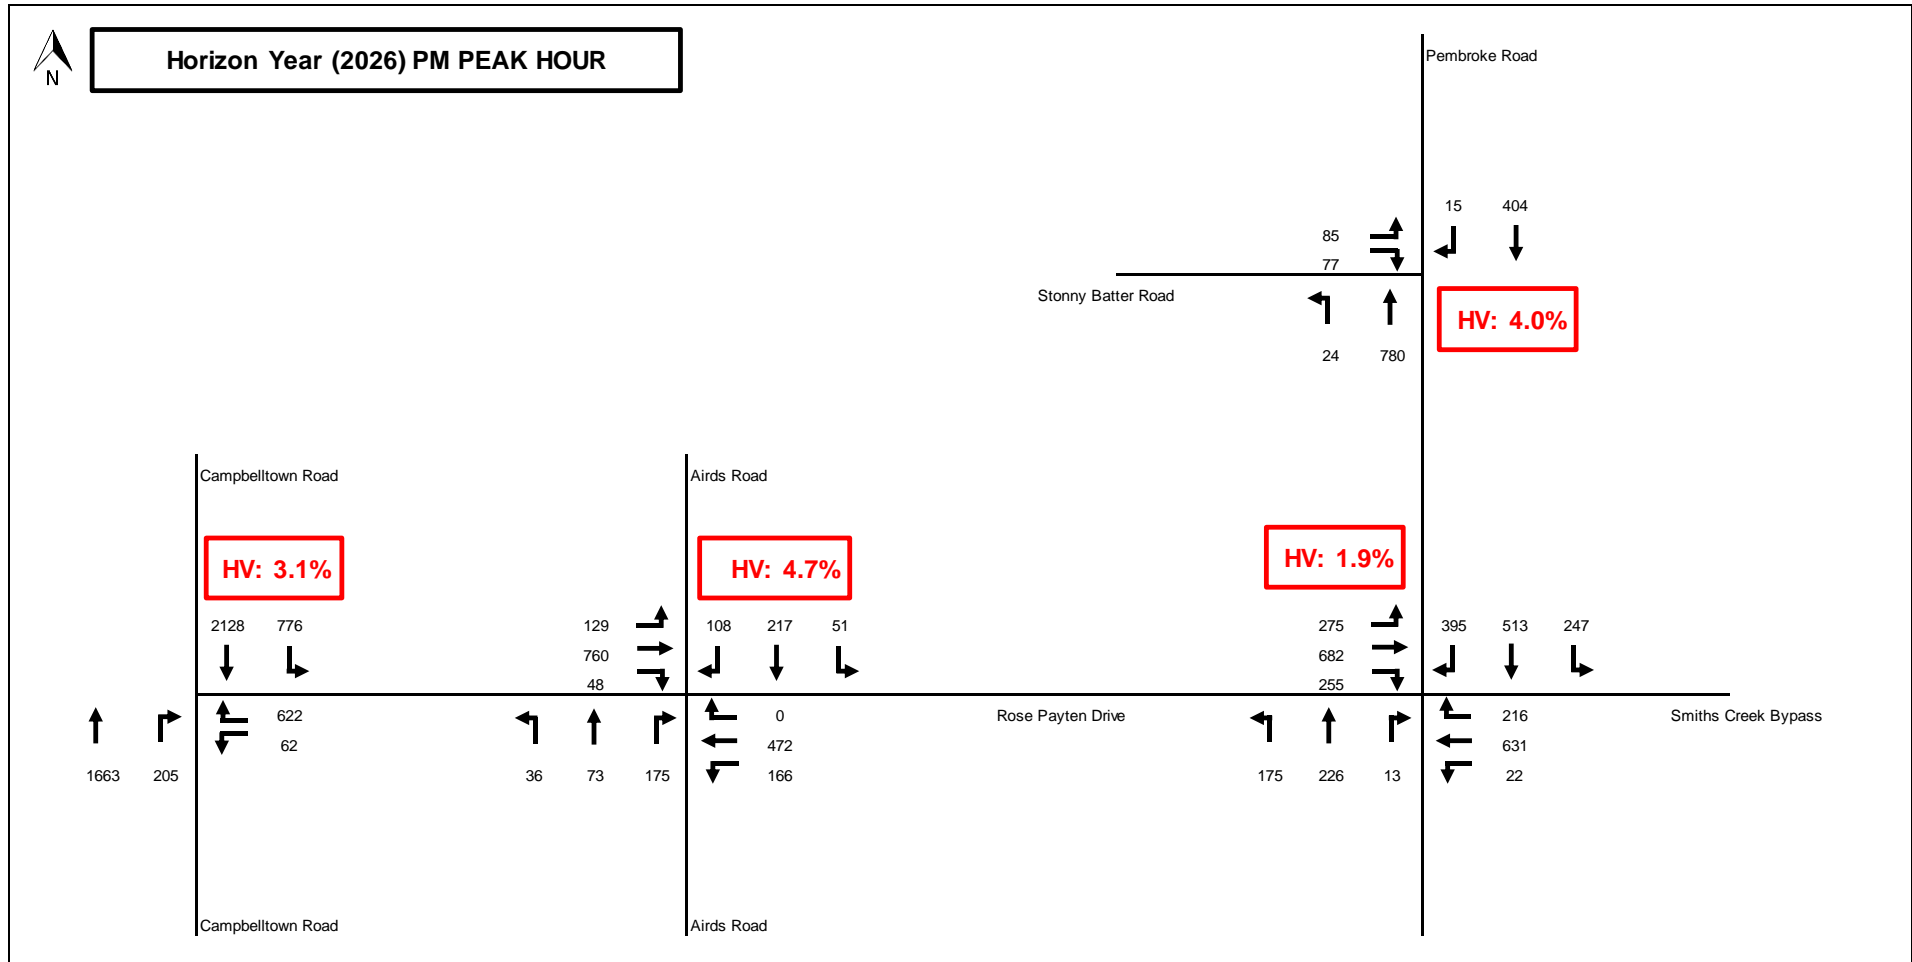 Horizon Year (2026) PM PEAK HOUR
N
Pembroke Road
15 404
85
77
Stonny Batter Road
HV: 4.0%
24 780
Campbelltown Road
Airds Road
HV: 3.1%
HV: 4.7%
HV: 1.9%
2128 776
129
108 217 51
275
395 513 247
760
682
48
255
622
0
Rose Payten Drive
216
Smiths Creek Bypass
62
472
631
1663 205
36 73 175
166
175 226 13
22
Campbelltown Road
Airds Road